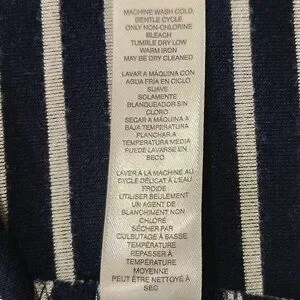 MACHINE WASH COLD,
GENTLE CYCLE
ONLY NON-CHLORINE
BLEACH
TUMBLE DRY LOW
WARM IRON
MAY BE DRY CLEANED
LAVAR A MÁQUINA CON
AGUA FRÍA EN CICLO
SUAVE
SOLAMENTE
BLANQUEADOR SIN
CLORO
SECAR A MÁQUINA A
BAJA TEMPERATURA
PLANCHAR A
TEMPERATURA MEDIA
PUEDE LAVARSE EN
SECO
LAVER À LA MACHINE AU
CYCLE DÉLICAT À L'EAU
FROIDE
UTILISER SEULEMENT
UN AGENT DE
BLANCHIMENT NON
CHLORÉ
SÉCHER PAR
CULBUTAGE À BASSE
TEMPÉRATURE
REPASSER À
TEMPÉRATURE
MOYENNE
PEUT ÊTRE NETTOYÉ À
SEC